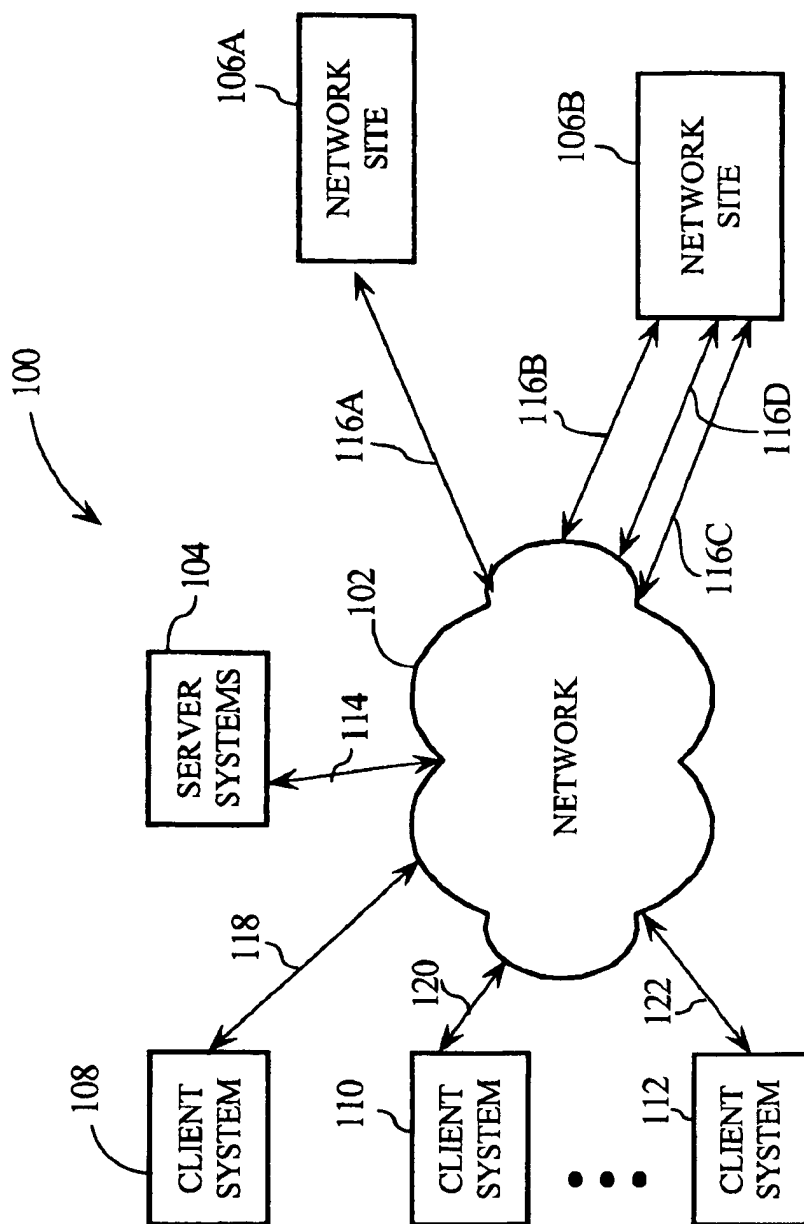 100
108
CLIENT
SYSTEM
118
104
SERVER
SYSTEMS
114
102
116A
106A
NETWORK
SITE
110
CLIENT
SYSTEM
120
NETWORK
116B
106B
NETWORK
SITE
116D
116C
112
CLIENT
SYSTEM
122